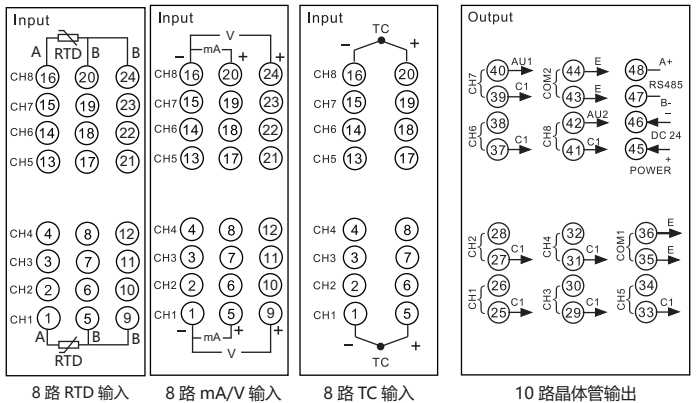 Input
A RTD B B
CH8 16 20 24
CH7 15 19 23
CH6 14 18 22
CH5 13 17 21
CH4 4 8 12
CH3 3 7 11
CH2 2 6 10
CH1 1 5 9
A B B
RTD
8 路 RTD 输入
Input
V
− mA + +
CH8 16 20 24
CH7 15 19 23
CH6 14 18 22
CH5 13 17 21
CH4 4 8 12
CH3 3 7 11
CH2 2 6 10
CH1 1 5 9
− mA + +
V
8 路 mA/V 输入
Input
TC
− +
CH8 16 20
CH7 15 19
CH6 14 18
CH5 13 17
CH4 4 8
CH3 3 7
CH2 2 6
CH1 1 5
− +
TC
8 路 TC 输入
Output
CH7 40 AU1 COM2 44 E 48 A+
39 C1 43 E 47 RS485 B-
CH6 38 CH8 42 AU2 46 −
37 C1 41 C1 45 DC 24 +
POWER
CH2 28 CH4 32 COM1 36 E
27 C1 31 C1 35 E
CH1 26 CH3 30 CH5 34
25 C1 29 C1 33 C1
10 路晶体管输出